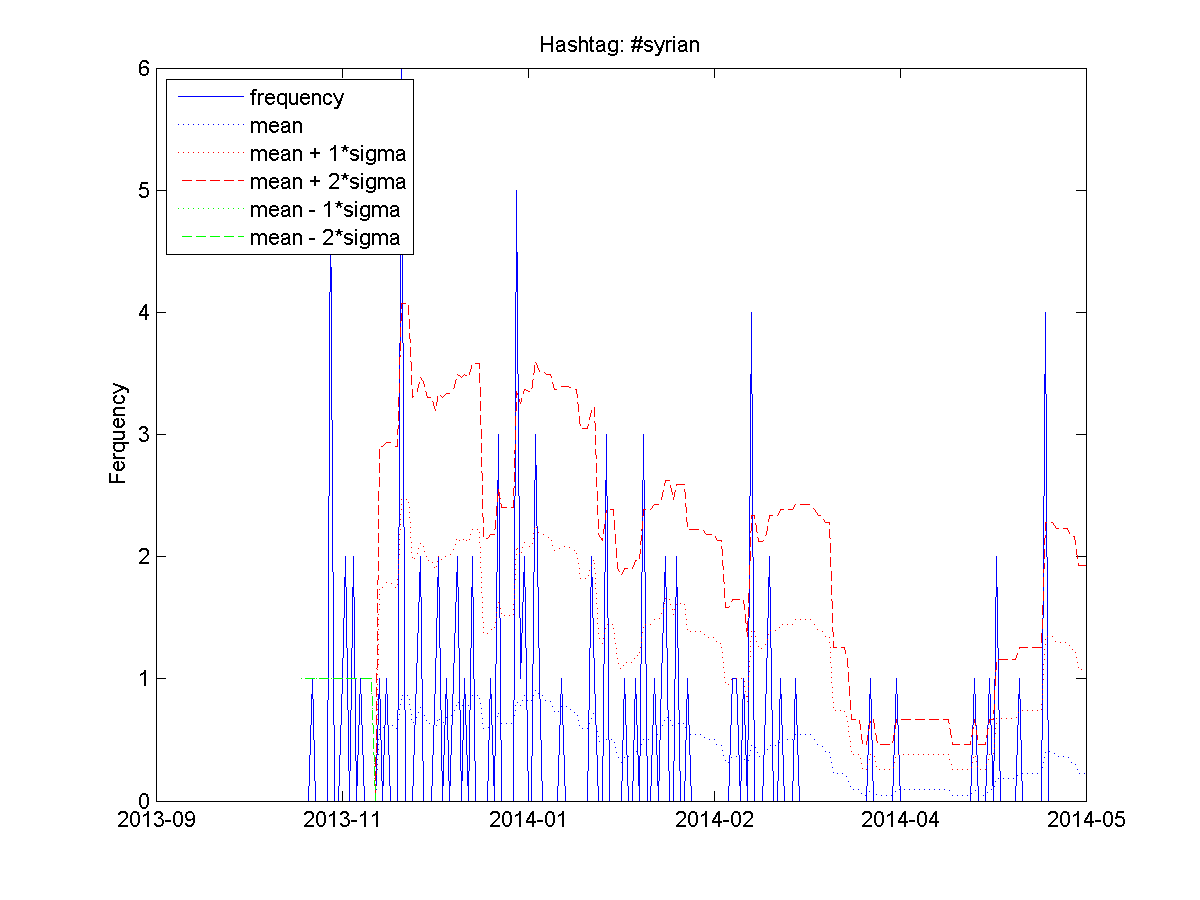 Hashtag: #syrian
6
5
4
3
2
1
0
Ferquency
frequency
mean
mean + 1*sigma
mean + 2*sigma
mean - 1*sigma
mean - 2*sigma
2013-09 2013-11 2014-01 2014-02 2014-04 2014-05